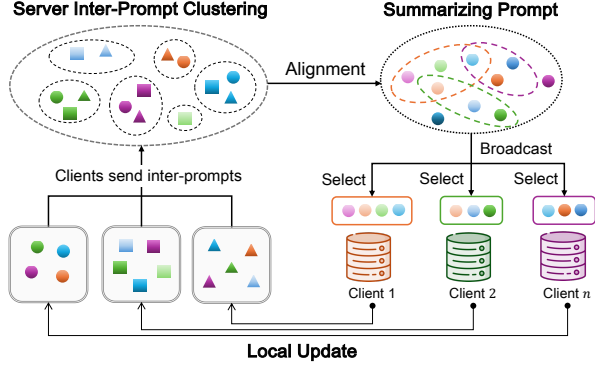 Server Inter-Prompt Clustering
Summarizing Prompt
Alignment
Broadcast
Clients send inter-prompts
Select
Select
Select
Client 1
Client 2
Client n
Local Update